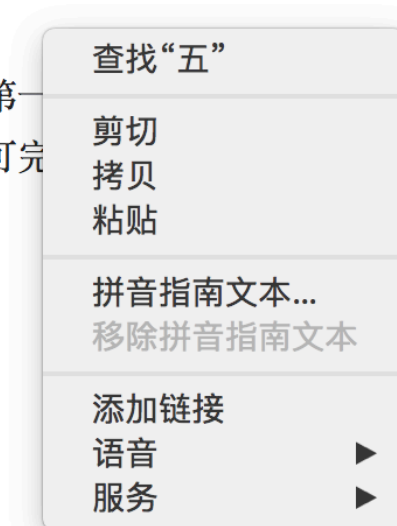 查找“五”
第一
剪切
可完
拷贝
粘贴
拼音指南文本...
移除拼音指南文本
添加链接
语音
服务